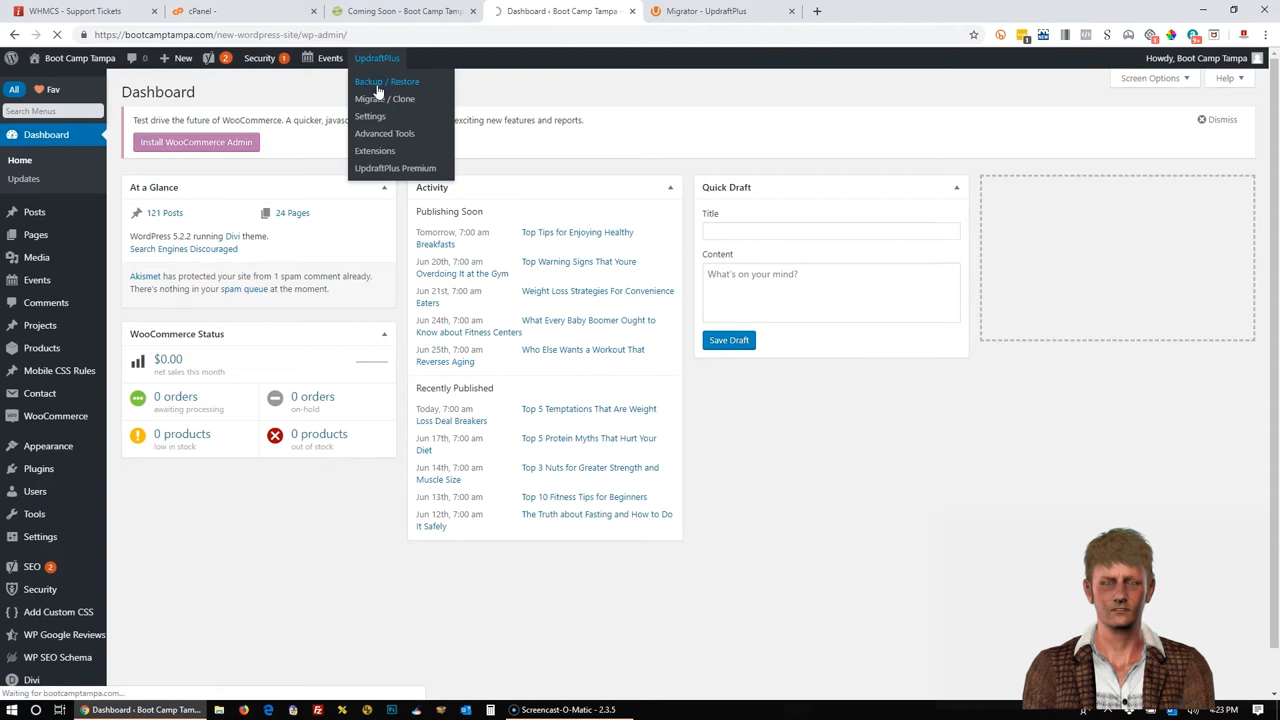 WHMCS
cPanel -
Coming Soon - Boot Camp Tampa
Dashboard ‹ Boot Camp Tampa
Migrator - UpdraftPlus
https://bootcamptampa.com/new-wordpress-site/wp-admin/
Boot Camp Tampa 0 New 2 Security 1 Events UpdraftPlus Howdy, Boot Camp Tampa
Backup / Restore
Migrate / Clone
Settings
Advanced Tools
Extensions
UpdraftPlus Premium
All Fav
Search Menus
Dashboard
Home
Updates
Posts
Pages
Media
Events
Comments
Projects
Products
Mobile CSS Rules
Contact
WooCommerce
Appearance
Plugins
Users
Tools
Settings
SEO 2
Security
Add Custom CSS
WP Google Reviews
WP SEO Schema
Divi
Dashboard
Screen Options Help
Test drive the future of WooCommerce. A quicker, exciting new features and reports.
Dismiss
Install WooCommerce Admin
At a Glance
121 Posts 24 Pages
WordPress 5.2.2 running Divi theme.
Search Engines Discouraged
Akismet has protected your site from 1 spam comment already.
There's nothing in your spam queue at the moment.
WooCommerce Status
$0.00
net sales this month
0 orders
awaiting processing
0 orders
on-hold
0 products
low in stock
0 products
out of stock
Activity
Publishing Soon
Tomorrow, 7:00 am Top Tips for Enjoying Healthy
Breakfasts
Jun 20th, 7:00 am Top Warning Signs That Youre
Overdoing It at the Gym
Jun 21st, 7:00 am Weight Loss Strategies For Convenience
Eaters
Jun 24th, 7:00 am What Every Baby Boomer Ought to
Know about Fitness Centers
Jun 25th, 7:00 am Who Else Wants a Workout That
Reverses Aging
Recently Published
Today, 7:00 am Top 5 Temptations That Are Weight
Loss Deal Breakers
Jun 17th, 7:00 am Top 5 Protein Myths That Hurt Your
Diet
Jun 14th, 7:00 am Top 3 Nuts for Greater Strength and
Muscle Size
Jun 13th, 7:00 am Top 10 Fitness Tips for Beginners
Jun 12th, 7:00 am The Truth about Fasting and How to Do
It Safely
Quick Draft
Title
Content
What's on your mind?
Save Draft
Waiting for bootcamptampa.com...
Dashboard ‹ Boot Camp Tam...
Screencast-O-Matic - 2.3.5
4:23 PM